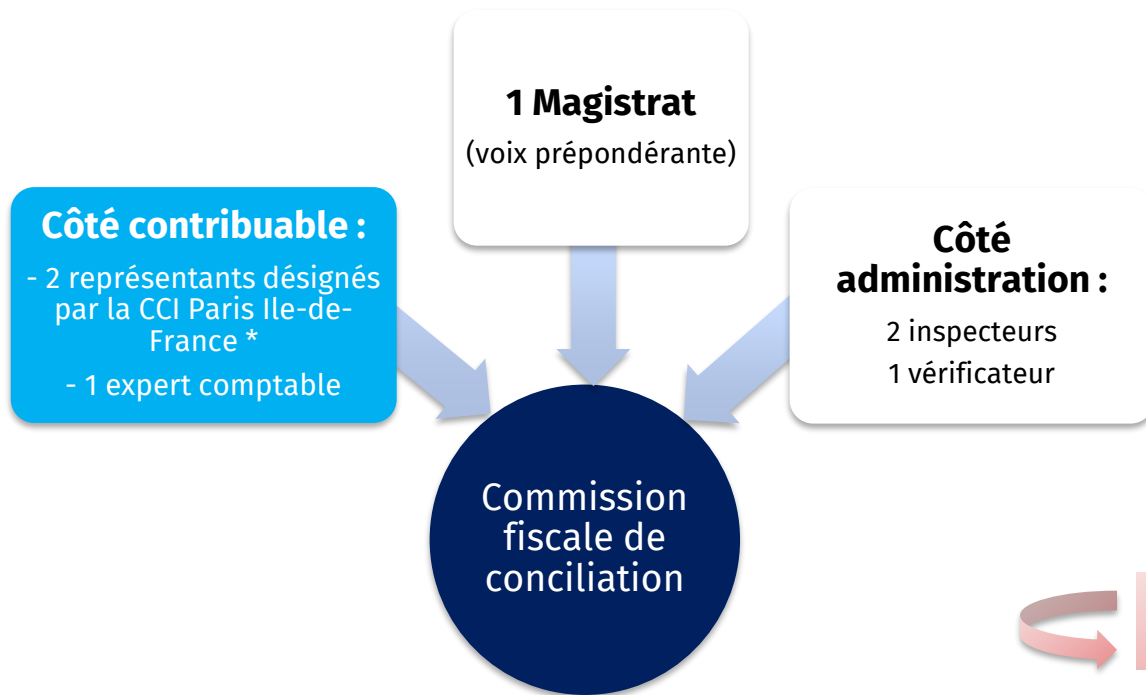 1 Magistrat
(voix prépondérante)
Côté contribuable :
- 2 représentants désignés
par la CCI Paris Ile-de-
France *
- 1 expert comptable
Côté
administration :
2 inspecteurs
1 vérificateur
Commission
fiscale de
conciliation